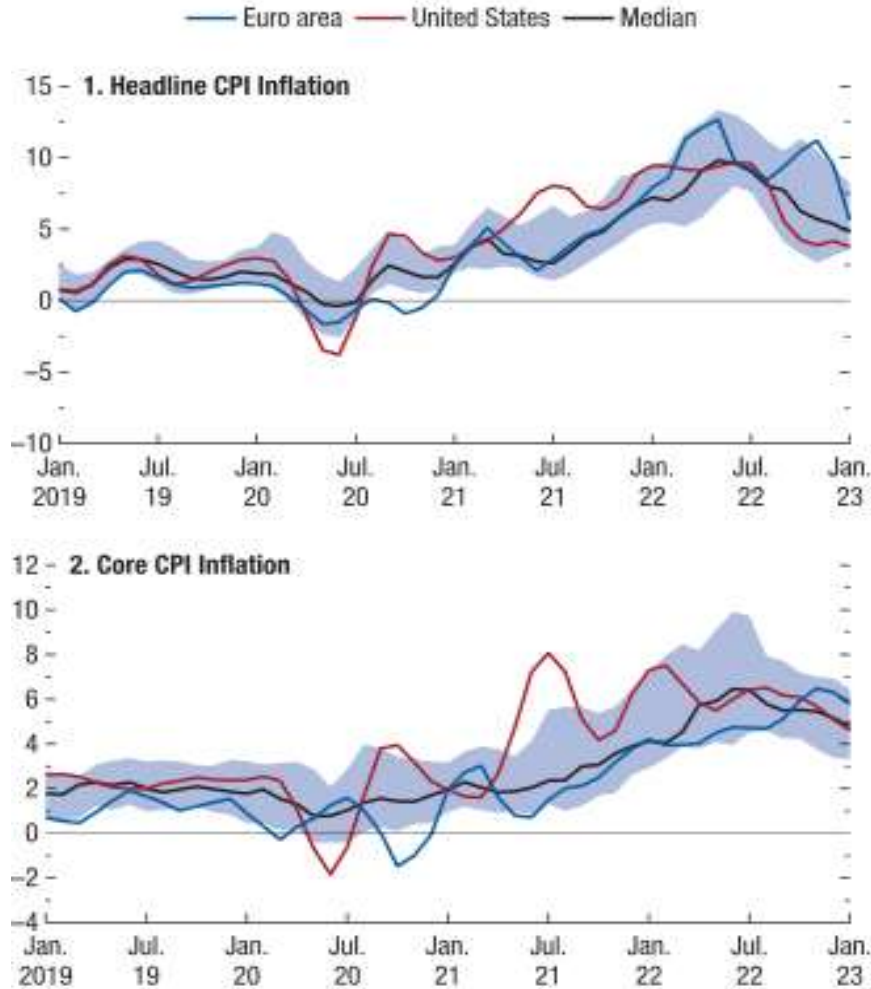 Euro area United States Median
1. Headline CPI Inflation
15
10
5
0
−5
−10
Jan. Jul. Jan. Jul. Jan. Jul. Jan. Jul. Jan.
2019 19 20 20 21 21 22 22 23
2. Core CPI Inflation
12
10
8
6
4
2
0
−2
−4
Jan. Jul. Jan. Jul. Jan. Jul. Jan. Jul. Jan.
2019 19 20 20 21 21 22 22 23